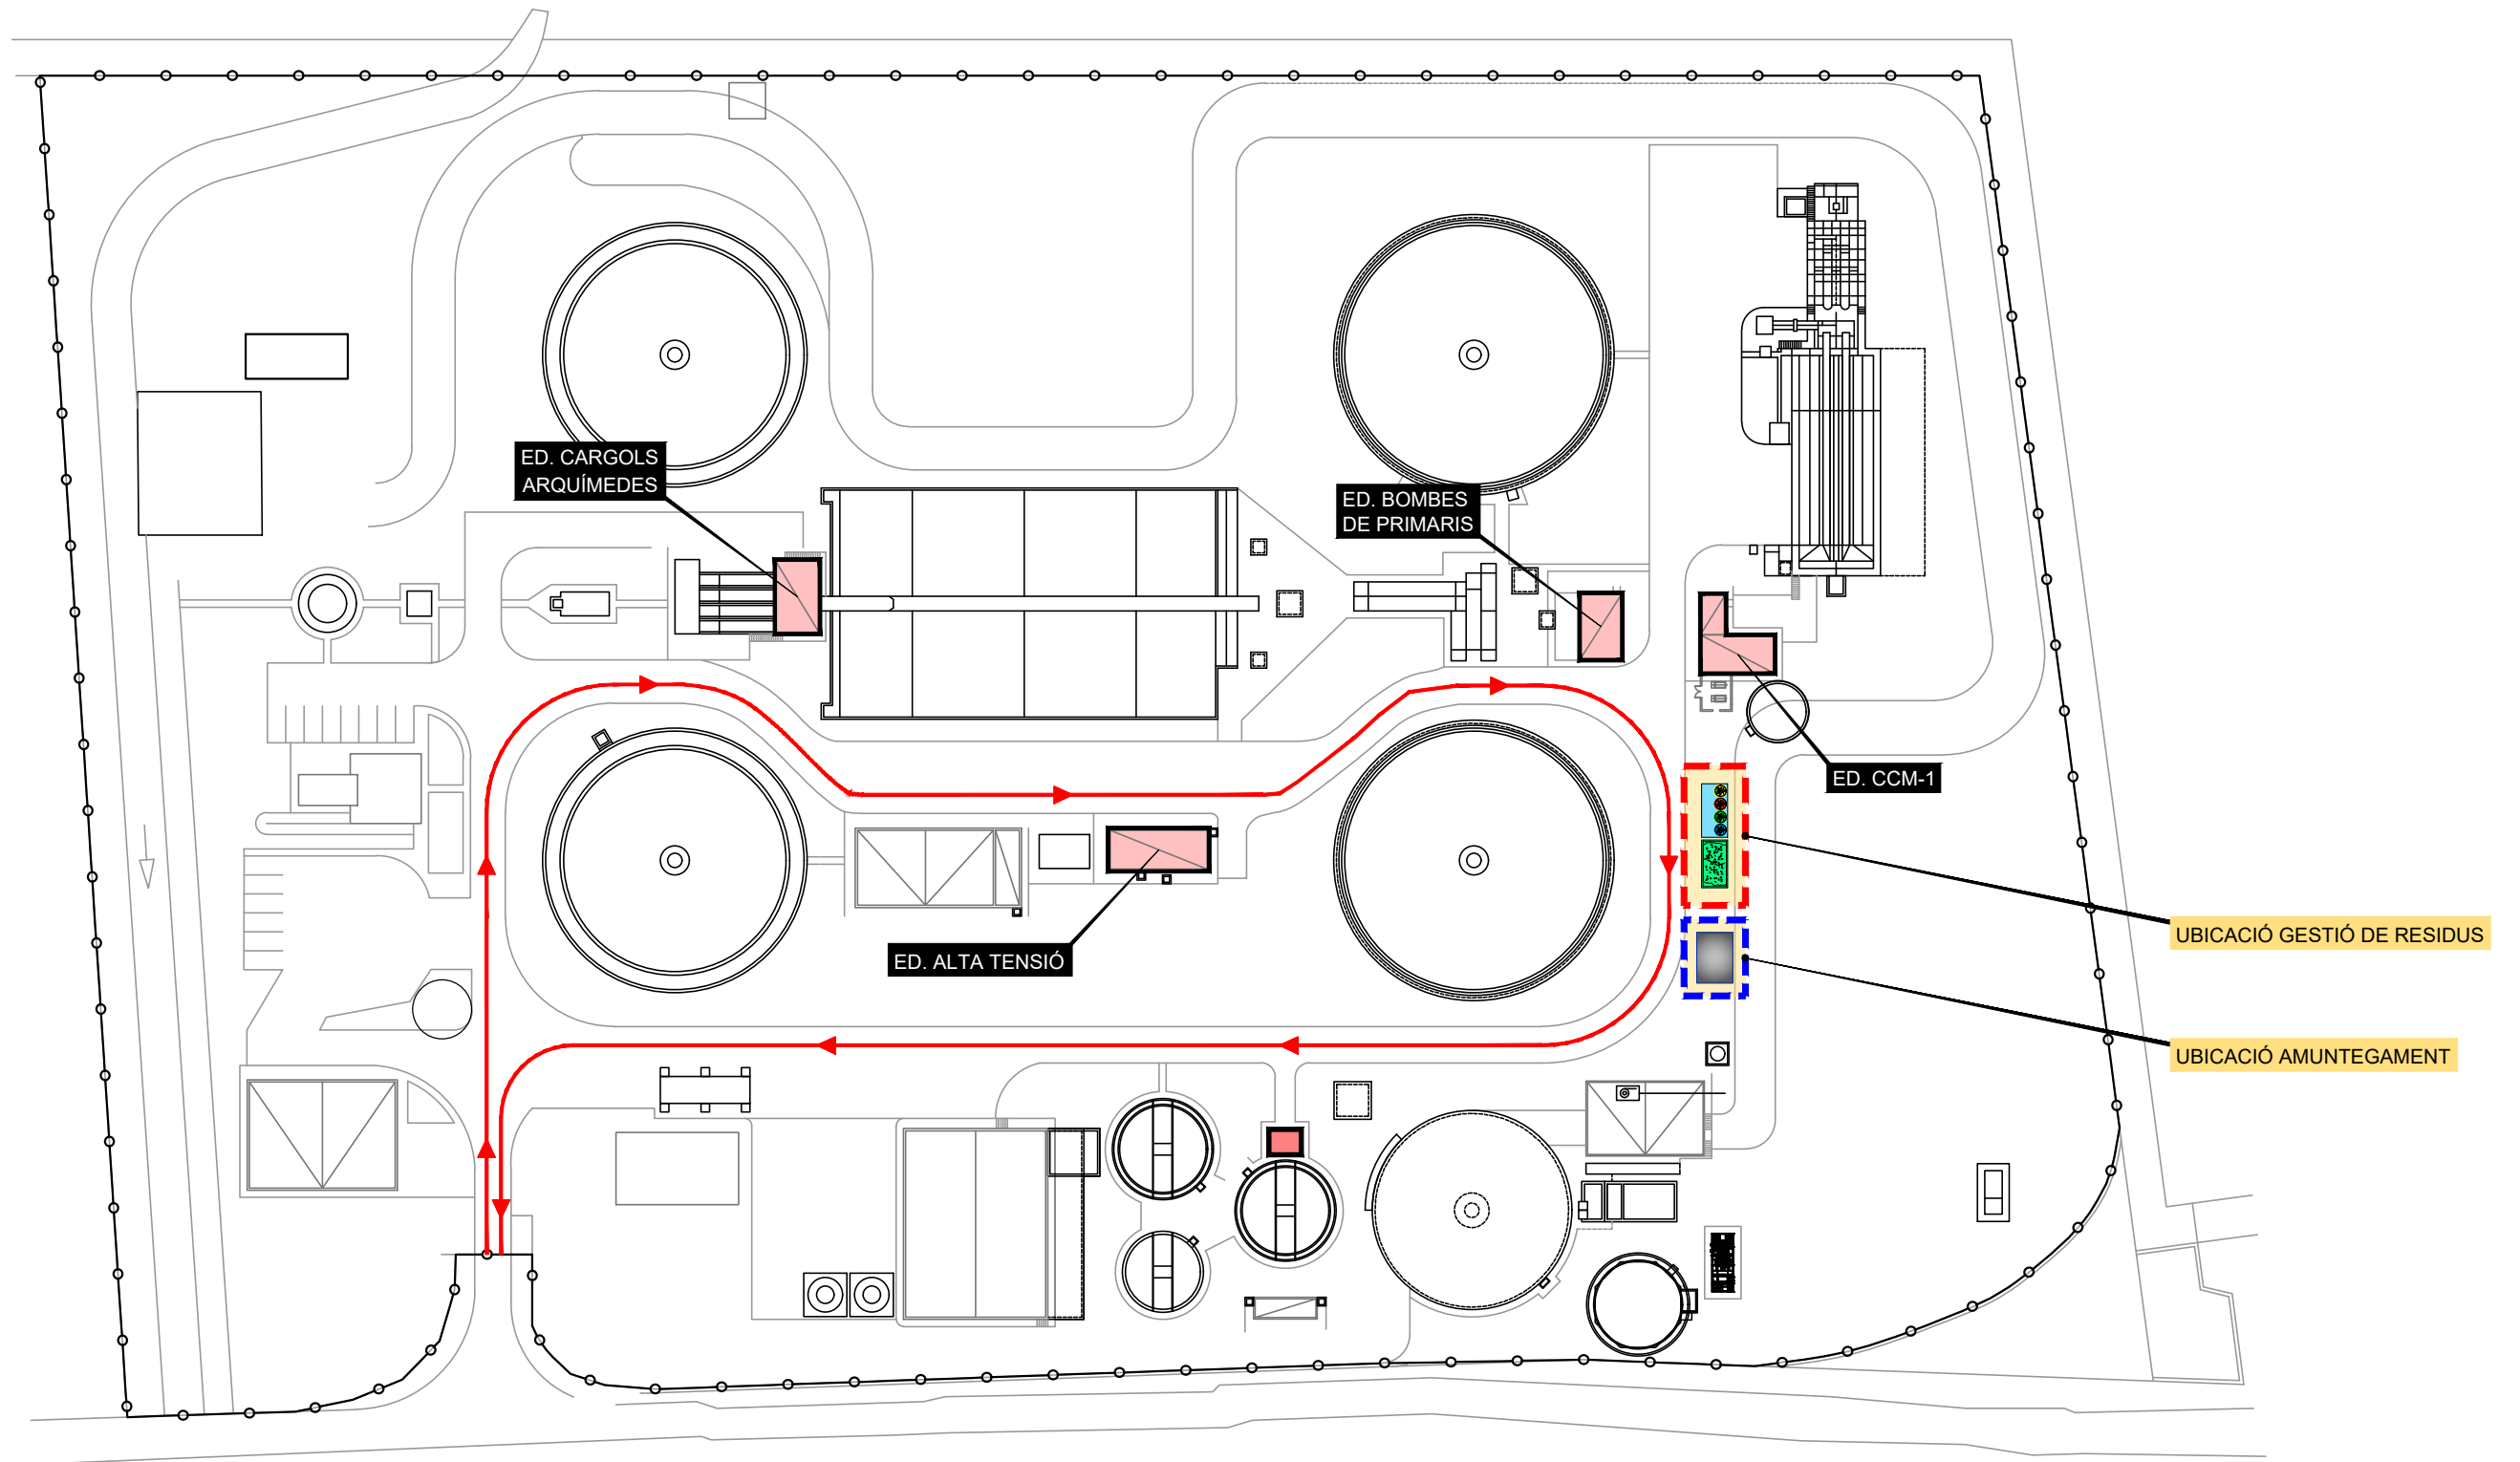 ED. CARGOLS
ARQUÍMEDES
ED. BOMBES
DE PRIMARIS
ED. CCM-1
UBICACIÓ GESTIÓ DE RESIDUS
ED. ALTA TENSIÓ
UBICACIÓ AMUNTEGAMENT